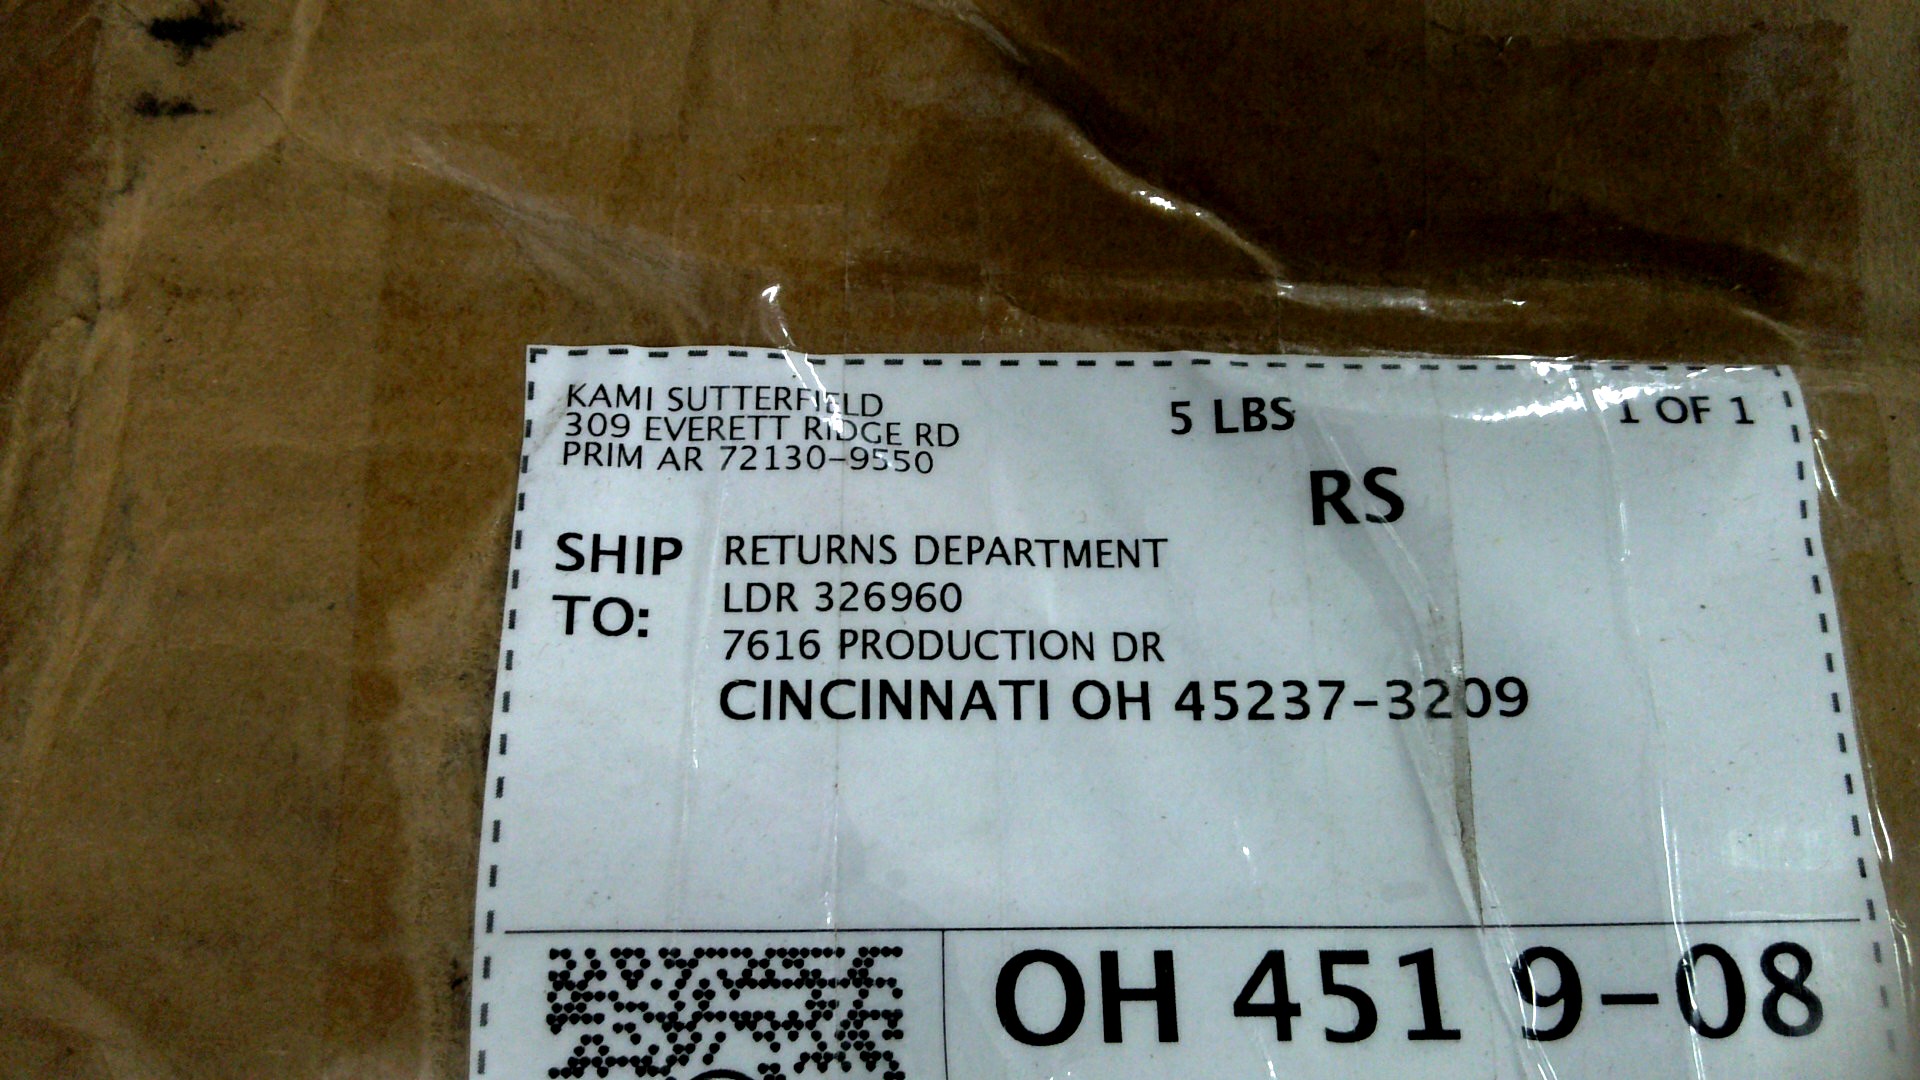 KAMI SUTTERFIELD
309 EVERETT RIDGE RD
PRIM AR 72130-9550
5 LBS
1 OF 1
RS
SHIP TO:
RETURNS DEPARTMENT
LDR 326960
7616 PRODUCTION DR
CINCINNATI OH 45237-3209
OH 451 9-08